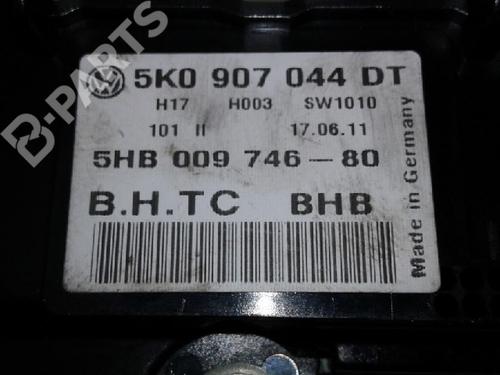 5K0 907 044 DT
H17 H003 SW1010
101 II 17.06.11
5HB 009 746-80
B.H.TC BHB
Made in Germany
B-PARTS